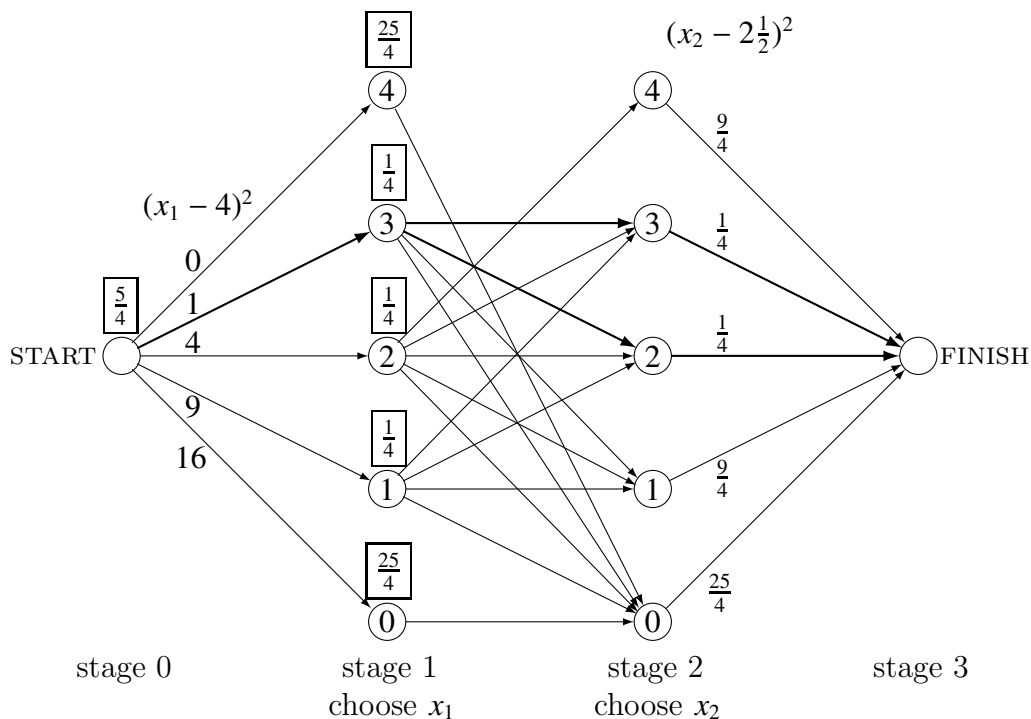 25/4
(x₂ − 2½)²
4
4
9/4
1/4
(x₁ − 4)²
3
3
1/4
0
5/4
1
1/4
1/4
START
4
2
2
FINISH
9
1/4
16
1
1
9/4
25/4
25/4
0
0
stage 0
stage 1
stage 2
stage 3
choose x₁
choose x₂